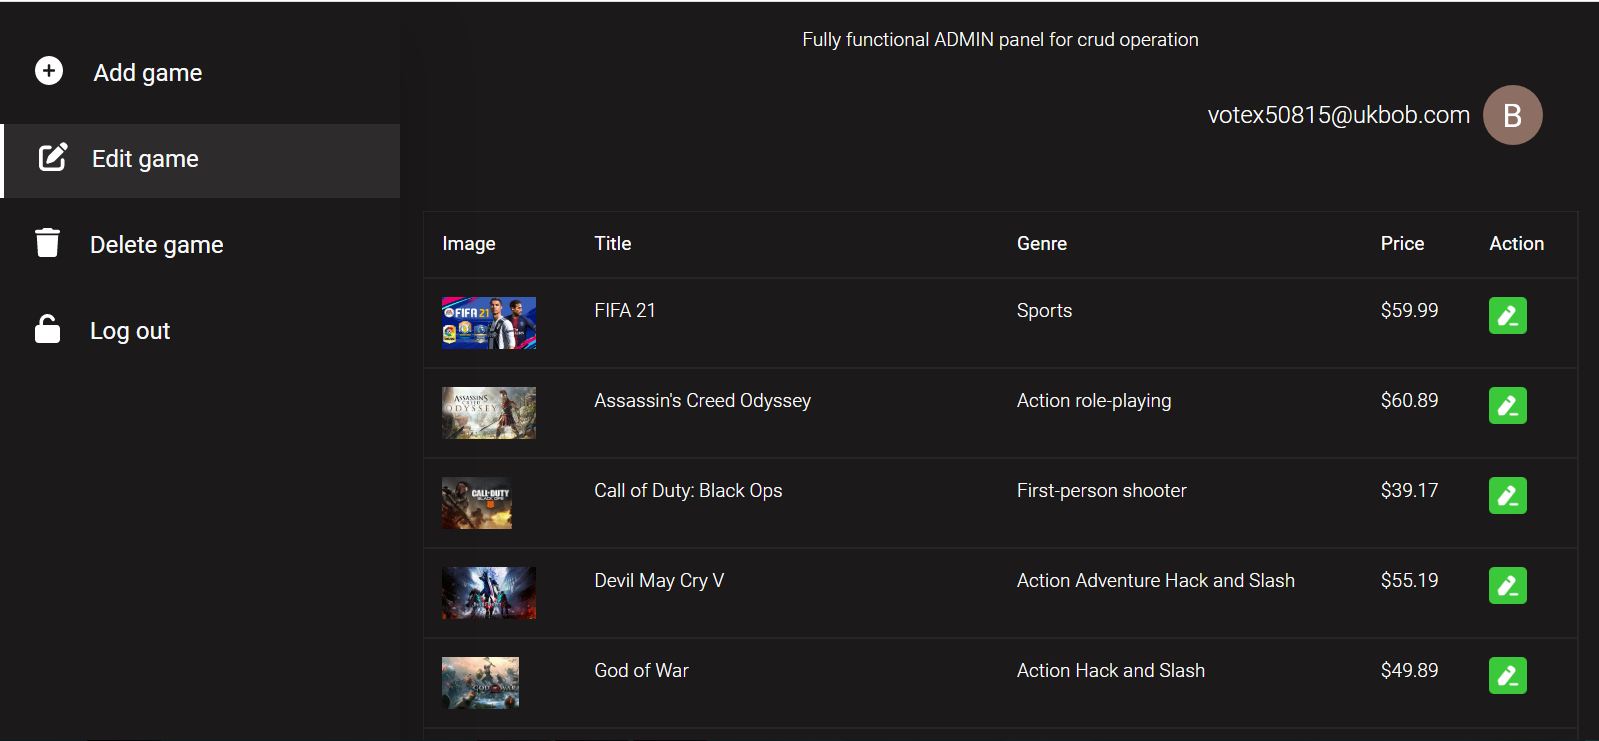 Fully functional ADMIN panel for crud operation
Add game
votex50815@ukbob.com B
Edit game
Delete game
Log out
Image Title Genre Price Action
FIFA 21 FIFA 21 Sports $59.99
ASSASSIN'S
CREED
ODYSSEY Assassin's Creed Odyssey Action role-playing $60.89
CALL OF DUTY
BLACK OPS Call of Duty: Black Ops First-person shooter $39.17
Devil May Cry V Action Adventure Hack and Slash $55.19
GOD OF WAR God of War Action Hack and Slash $49.89